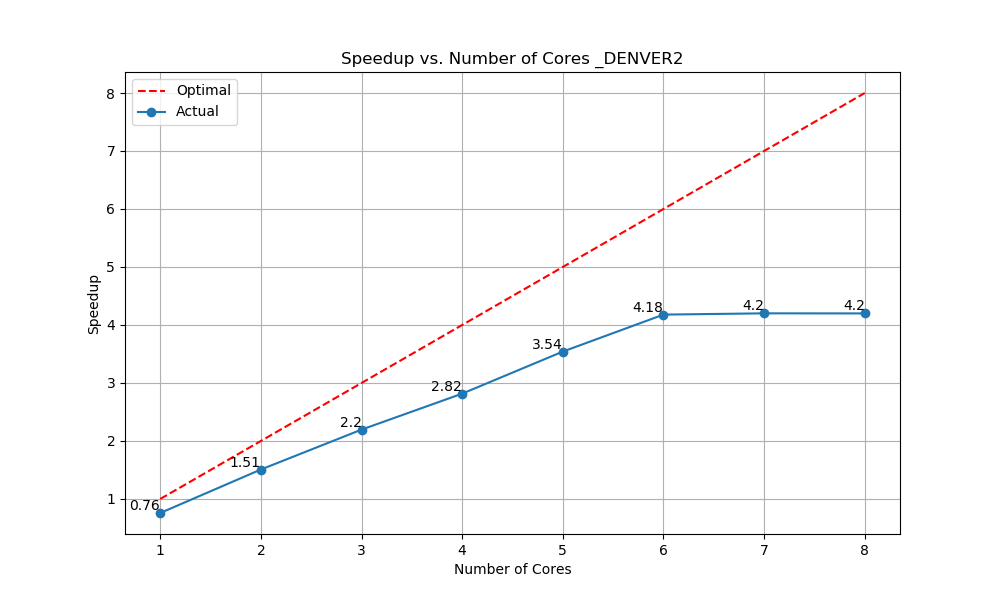 Speedup vs. Number of Cores _DENVER2
Optimal
Actual
8
7
6
5
4
3
2
1
Speedup
0.76
1.51
2.2
2.82
3.54
4.18
4.2
4.2
1 2 3 4 5 6 7 8
Number of Cores